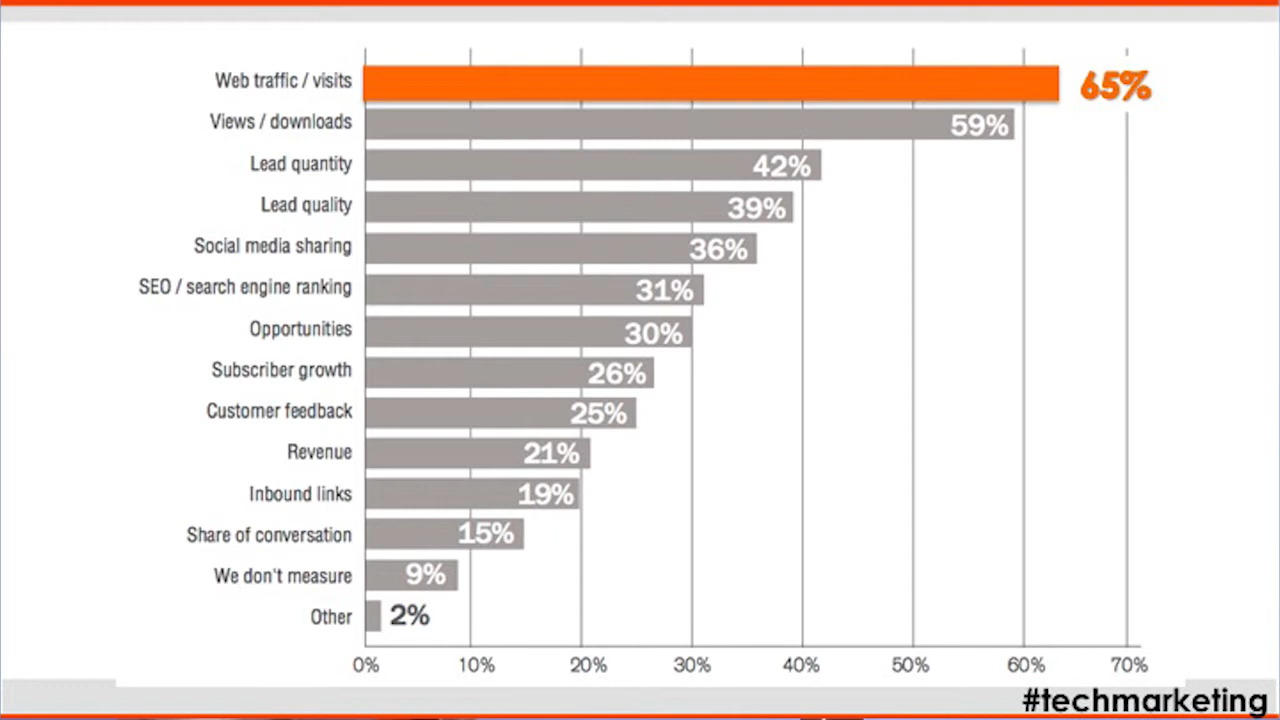 Web traffic / visits 65%
Views / downloads 59%
Lead quantity 42%
Lead quality 39%
Social media sharing 36%
SEO / search engine ranking 31%
Opportunities 30%
Subscriber growth 26%
Customer feedback 25%
Revenue 21%
Inbound links 19%
Share of conversation 15%
We don't measure 9%
Other 2%
0% 10% 20% 30% 40% 50% 60% 70%
#techmarketing